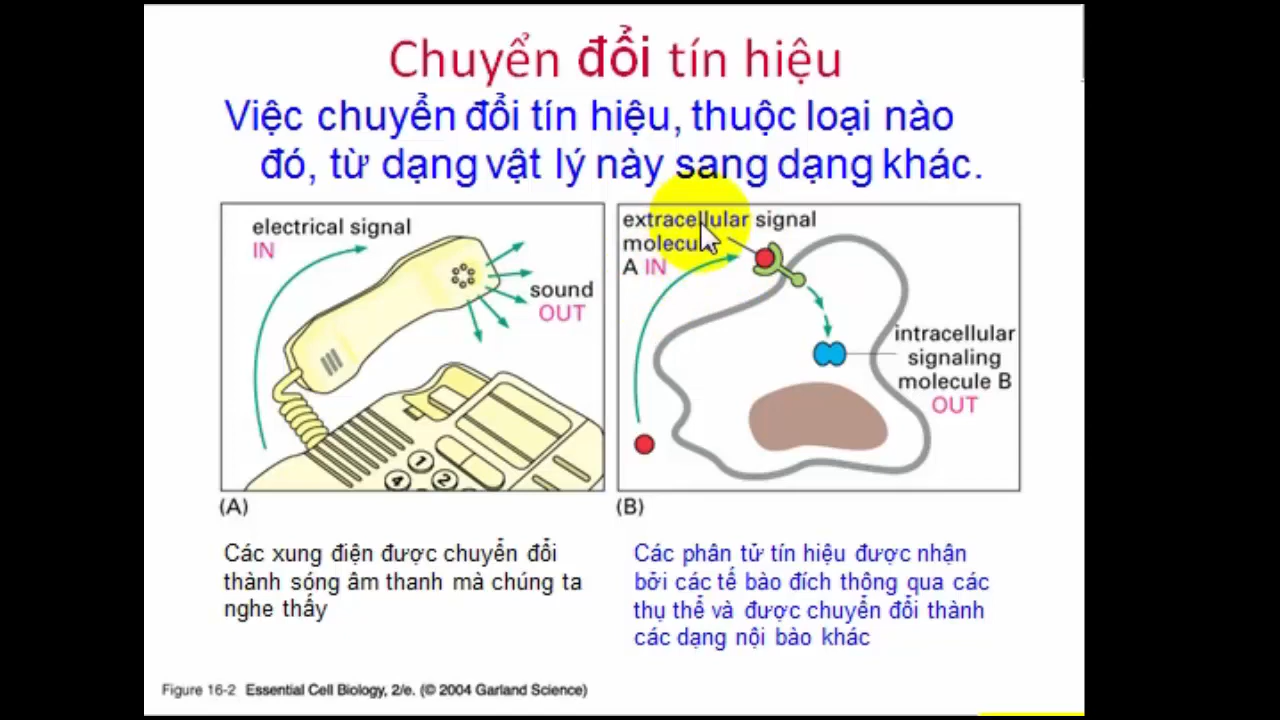 Chuyển đổi tín hiệu
Việc chuyển đổi tín hiệu, thuộc loại nào
đó, từ dạng vật lý này sang dạng khác.
electrical signal
IN
sound
OUT
1
4
2
(A)
extracellular signal
molecul
A IN
intracellular
signaling
molecule B
OUT
(B)
Các xung điện được chuyển đổi
thành sóng âm thanh mà chúng ta
nghe thấy
Các phân tử tín hiệu được nhận
bởi các tế bào đích thông qua các
thụ thể và được chuyển đổi thành
các dạng nội bào khác
Figure 16-2 Essential Cell Biology, 2/e. (© 2004 Garland Science)